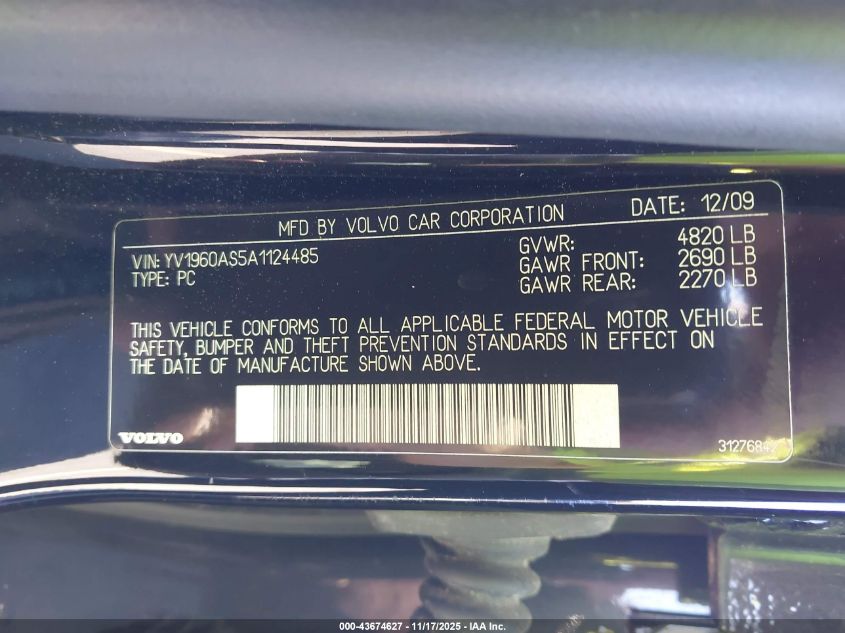 MFD BY VOLVO CAR CORPORATION DATE: 12/09
VIN: YV1960AS5A1124485
TYPE: PC
GVWR: 4820 LB
GAWR FRONT: 2690 LB
GAWR REAR: 2270 LB
THIS VEHICLE CONFORMS TO ALL APPLICABLE FEDERAL MOTOR VEHICLE
SAFETY, BUMPER AND THEFT PREVENTION STANDARDS IN EFFECT ON
THE DATE OF MANUFACTURE SHOWN ABOVE.
VOLVO
000-43674627 - 11/17/2025 - IAA Inc.